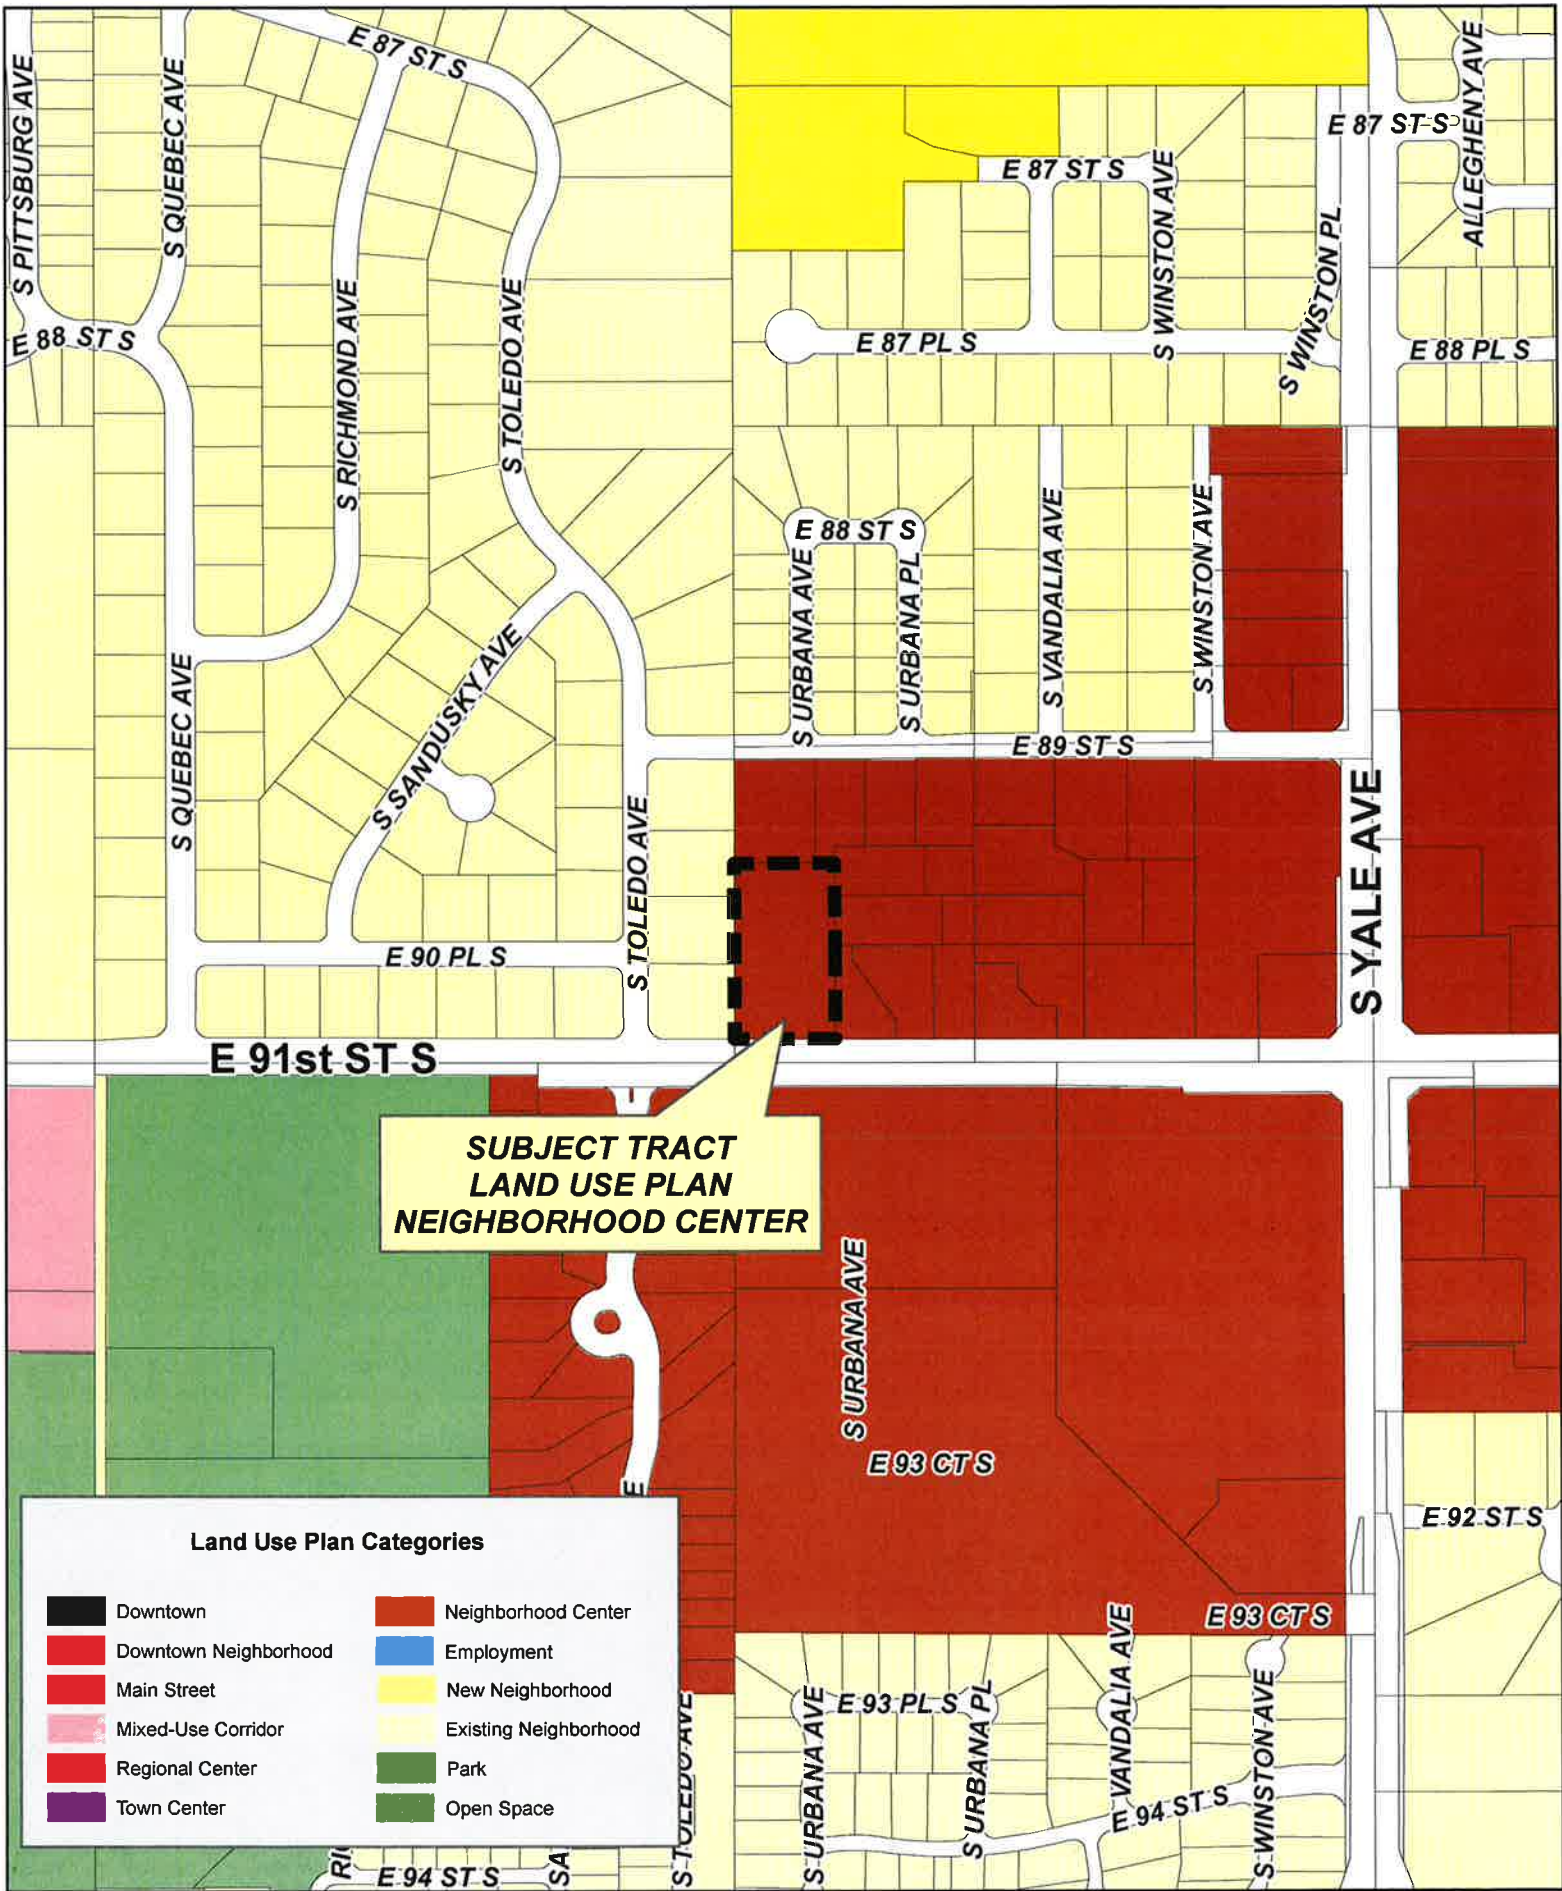 E 87 ST S
S PITTSBURG AVE
S QUEBEC AVE
ALLEGHENY AVE
E 87 ST S
E 87 ST S
S WINSTON AVE
S WINSTON PL
E 88 ST S
S RICHMOND AVE
S TOLEDO AVE
E 87 PL S
E 88 PL S
E 88 ST S
S URBANA AVE
S URBANA PL
S VANDALIA AVE
S WINSTON AVE
S QUEBEC AVE
S SANDUSKY AVE
E 89 ST S
S TOLEDO AVE
S YALE AVE
E 90 PL S
E 91st ST S
SUBJECT TRACT
LAND USE PLAN
NEIGHBORHOOD CENTER
S URBANA AVE
E 93 CT S
E
E 92 ST S
Land Use Plan Categories
Downtown
Downtown Neighborhood
Main Street
Mixed-Use Corridor
Regional Center
Town Center
Neighborhood Center
Employment
New Neighborhood
Existing Neighborhood
Park
Open Space
E 93 CT S
E 93 PL S
S URBANA AVE
S URBANA PL
VANDALIA AVE
S WINSTON AVE
S TOLEDO AVE
E 94 ST S
RI
E 94 ST S
SA